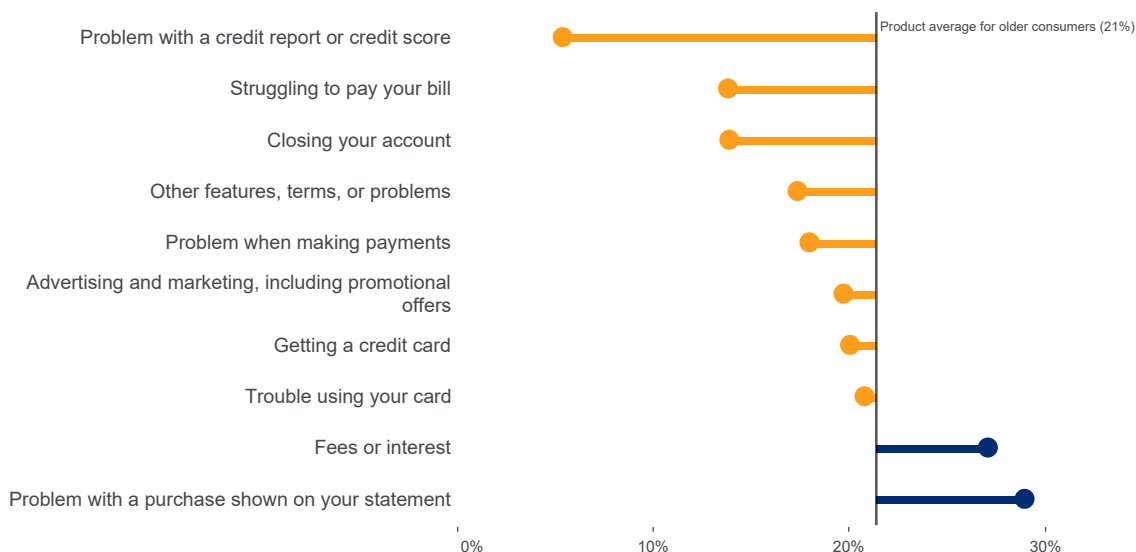 Product average for older consumers (21%)
Problem with a credit report or credit score
Struggling to pay your bill
Closing your account
Other features, terms, or problems
Problem when making payments
Advertising and marketing, including promotional
offers
Getting a credit card
Trouble using your card
Fees or interest
Problem with a purchase shown on your statement
0% 10% 20% 30%